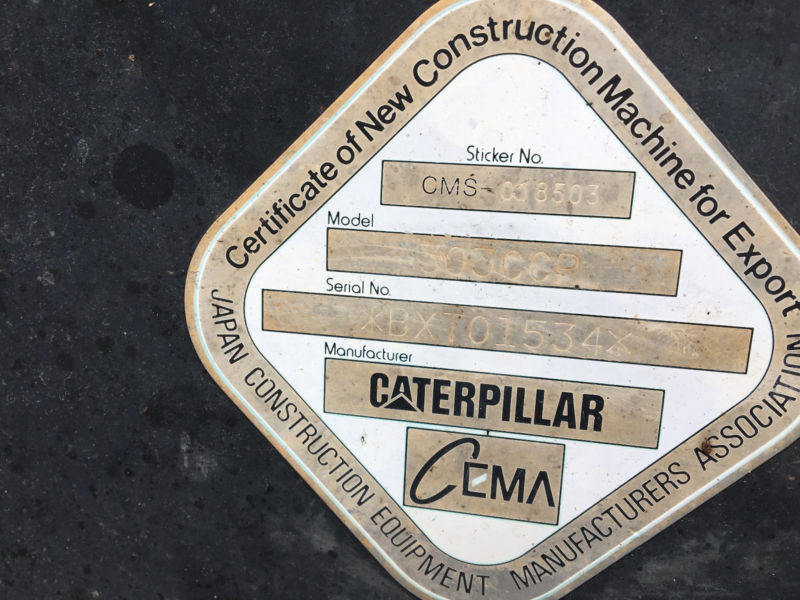 Certificate of New Construction Machine for Export
Sticker No.
CMS-018503
Model
Serial No.
XBXT01534X
Manufacturer
CATERPILLAR
CEMA
JAPAN CONSTRUCTION EQUIPMENT MANUFACTURERS ASSOCIATION